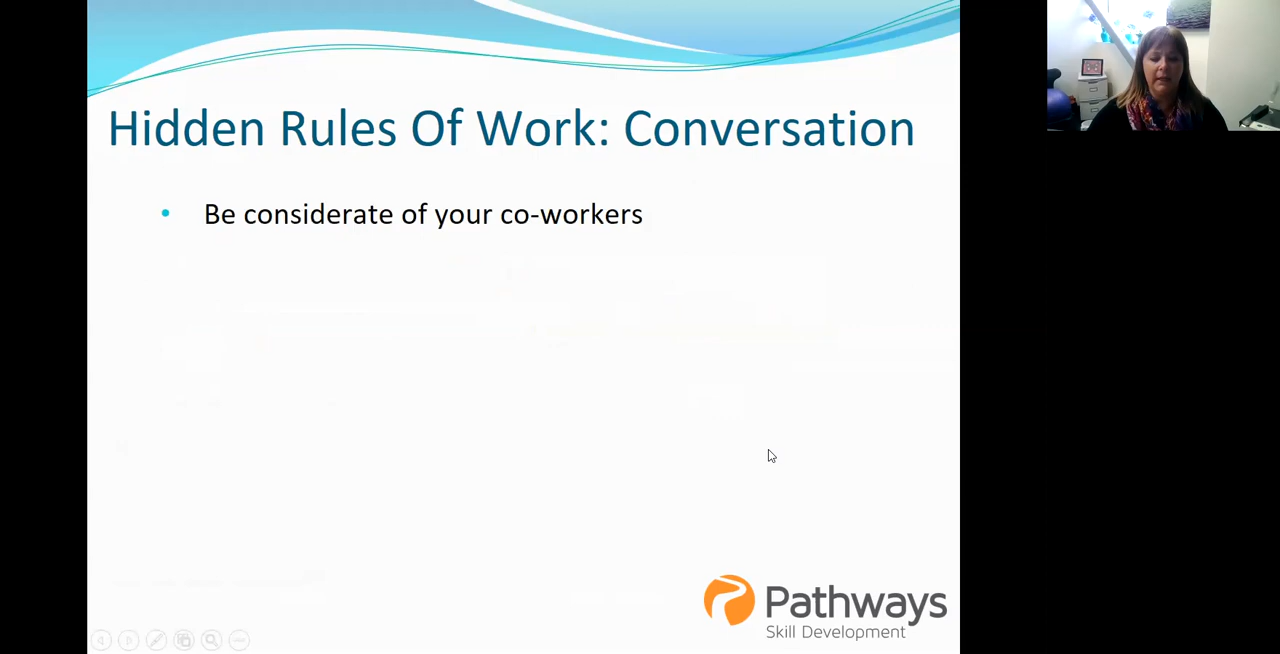 Hidden Rules Of Work: Conversation
• Be considerate of your co-workers
Pathways
Skill Development